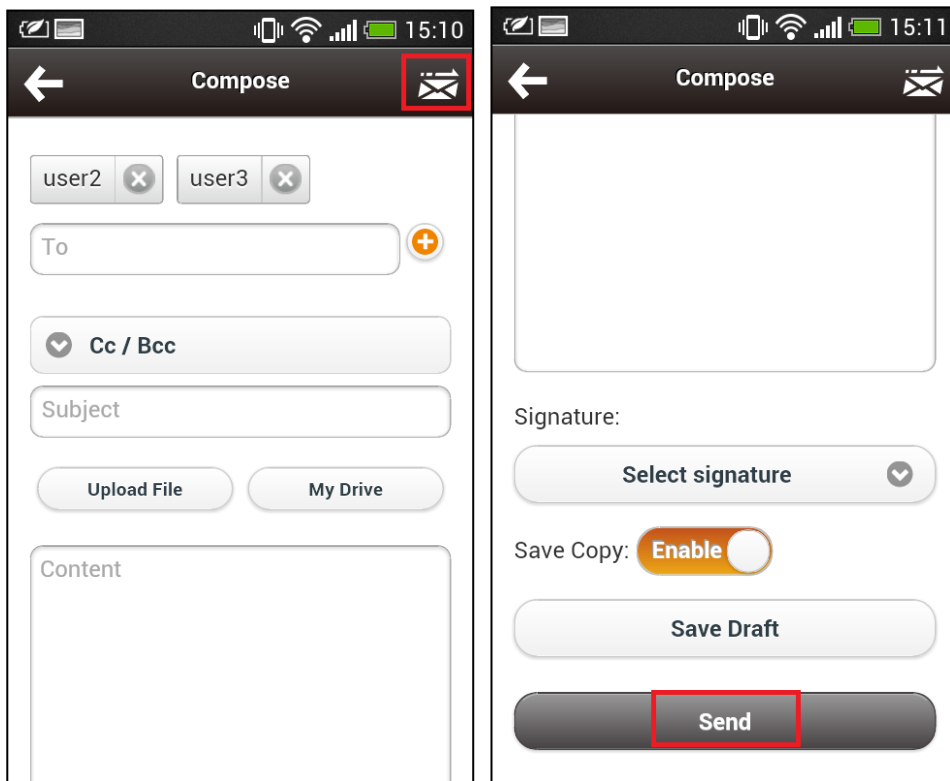 15:10
Compose
user2
user3
To
Cc / Bcc
Subject
Upload File
My Drive
Content
15:11
Compose
Signature:
Select signature
Save Copy: Enable
Save Draft
Send